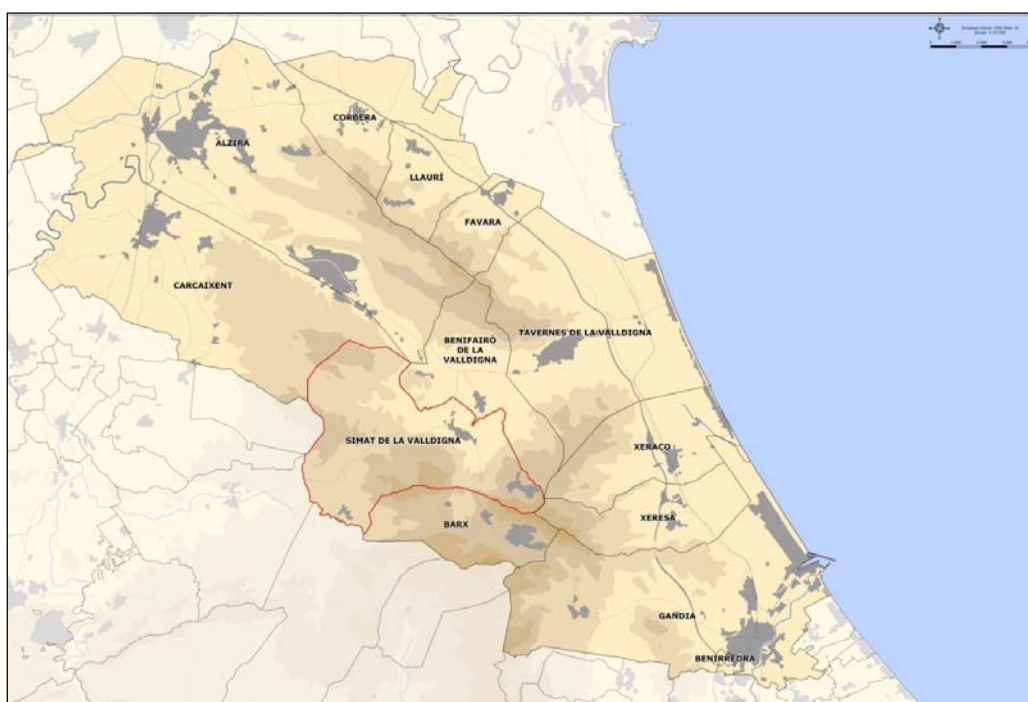 CORBERA
ALZIRA
LLAURÍ
FAVARA
CARCAIXENT
TAVERNES DE LA VALLDIGNA
BENIFAIRÓ
DE LA
VALLDIGNA
SIMAT DE LA VALLDIGNA
XERACO
XERESA
BARX
GANDIA
BENIRREDRA